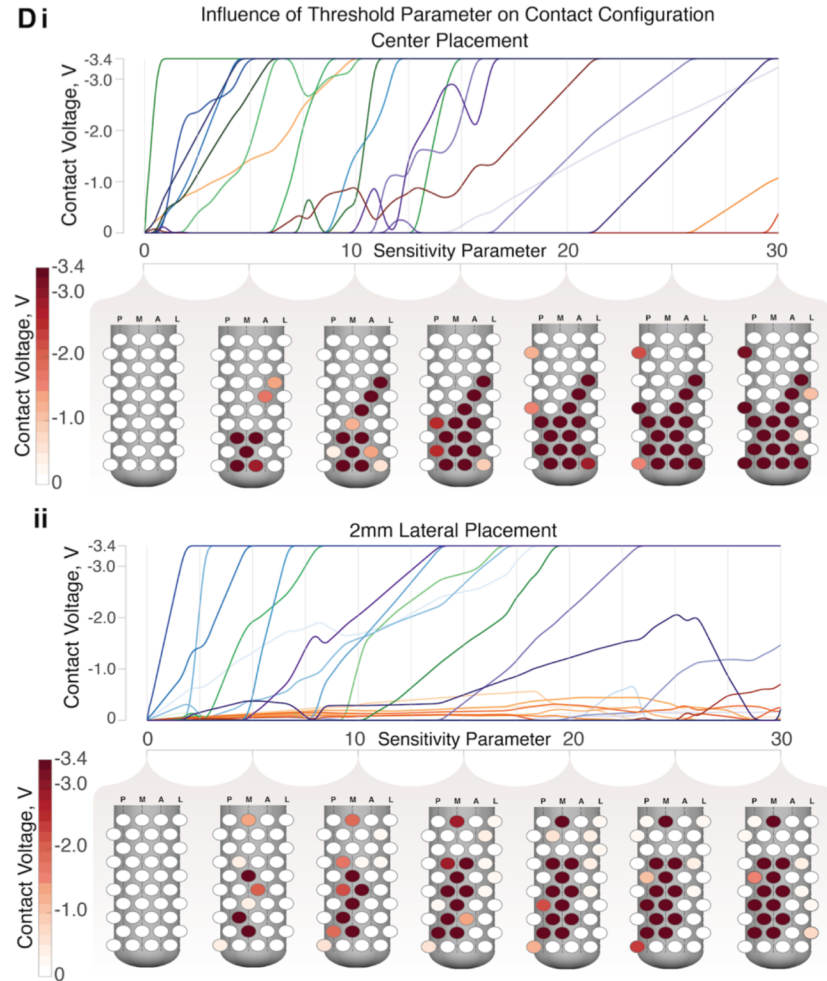 D i
Influence of Threshold Parameter on Contact Configuration
Center Placement
Contact Voltage, V
-3.4
-3.0
-2.0
-1.0
0
0 10 20 30
Sensitivity Parameter
Contact Voltage, V
-3.4
-3.0
-2.0
-1.0
0
P M A L
P M A L
P M A L
P M A L
P M A L
P M A L
P M A L
ii
2mm Lateral Placement
Contact Voltage, V
-3.4
-3.0
-2.0
-1.0
0
0 10 20 30
Sensitivity Parameter
Contact Voltage, V
-3.4
-3.0
-2.0
-1.0
0
P M A L
P M A L
P M A L
P M A L
P M A L
P M A L
P M A L